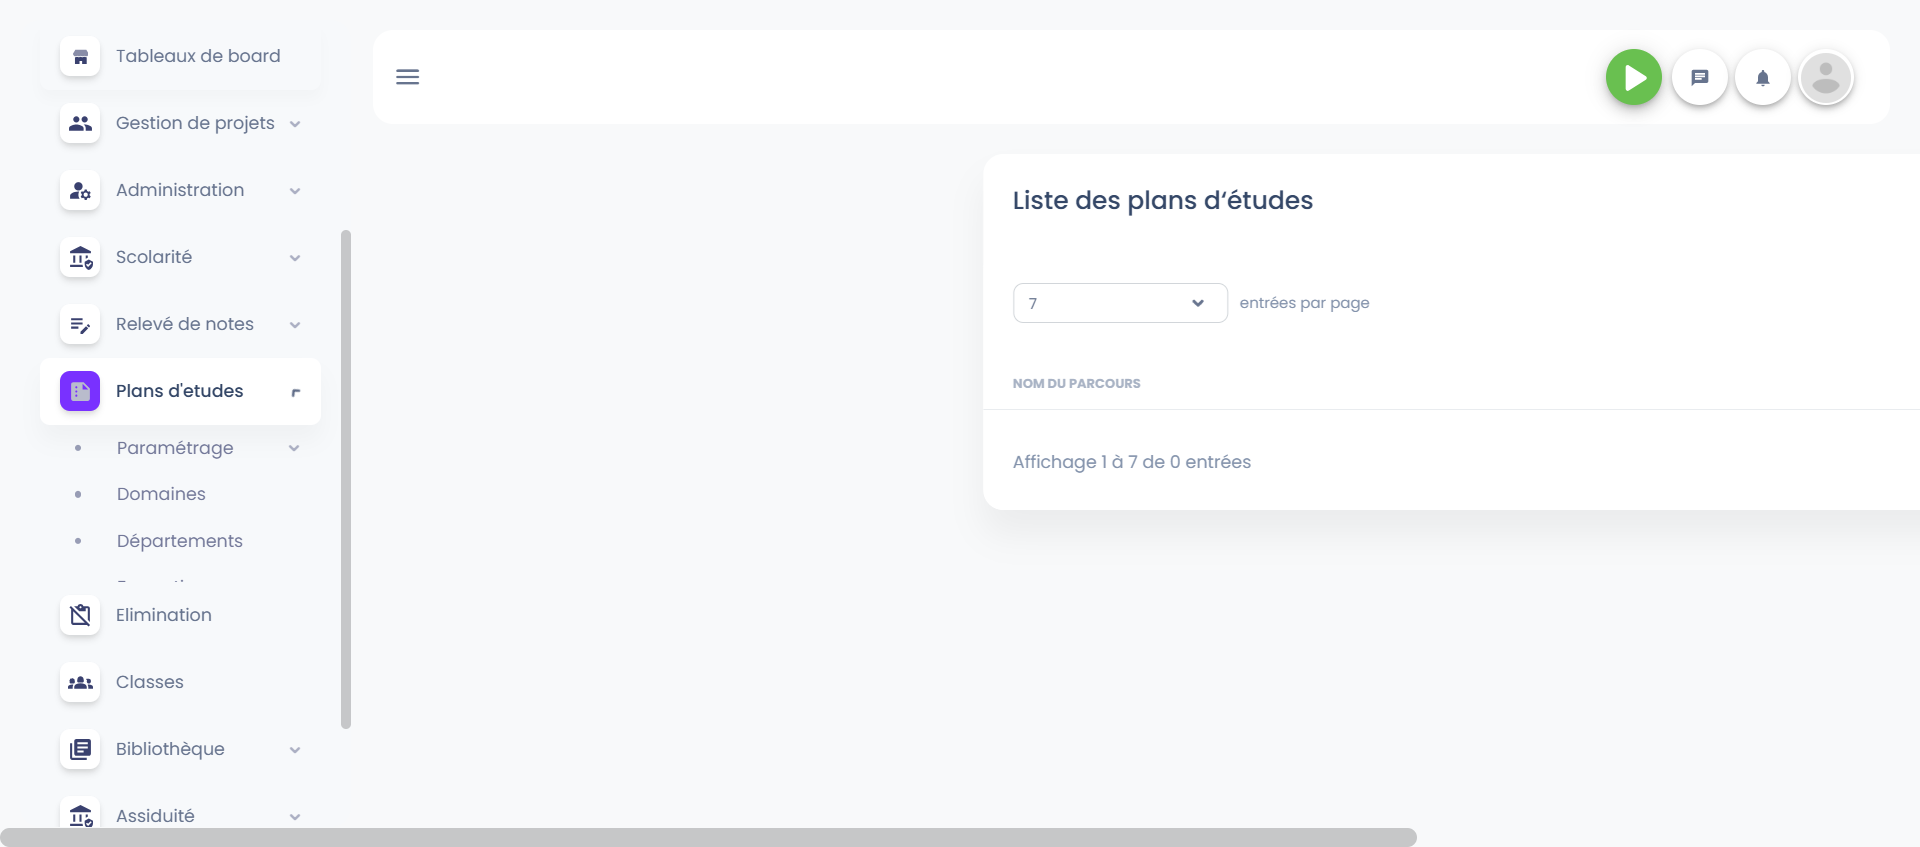 Tableaux de board
Gestion de projets
Administration
Scolarité
Relevé de notes
Plans d'etudes
Paramétrage
Domaines
Départements
Elimination
Classes
Bibliothèque
Assiduité
Liste des plans d‘études
7
entrées par page
NOM DU PARCOURS
Affichage 1 à 7 de 0 entrées